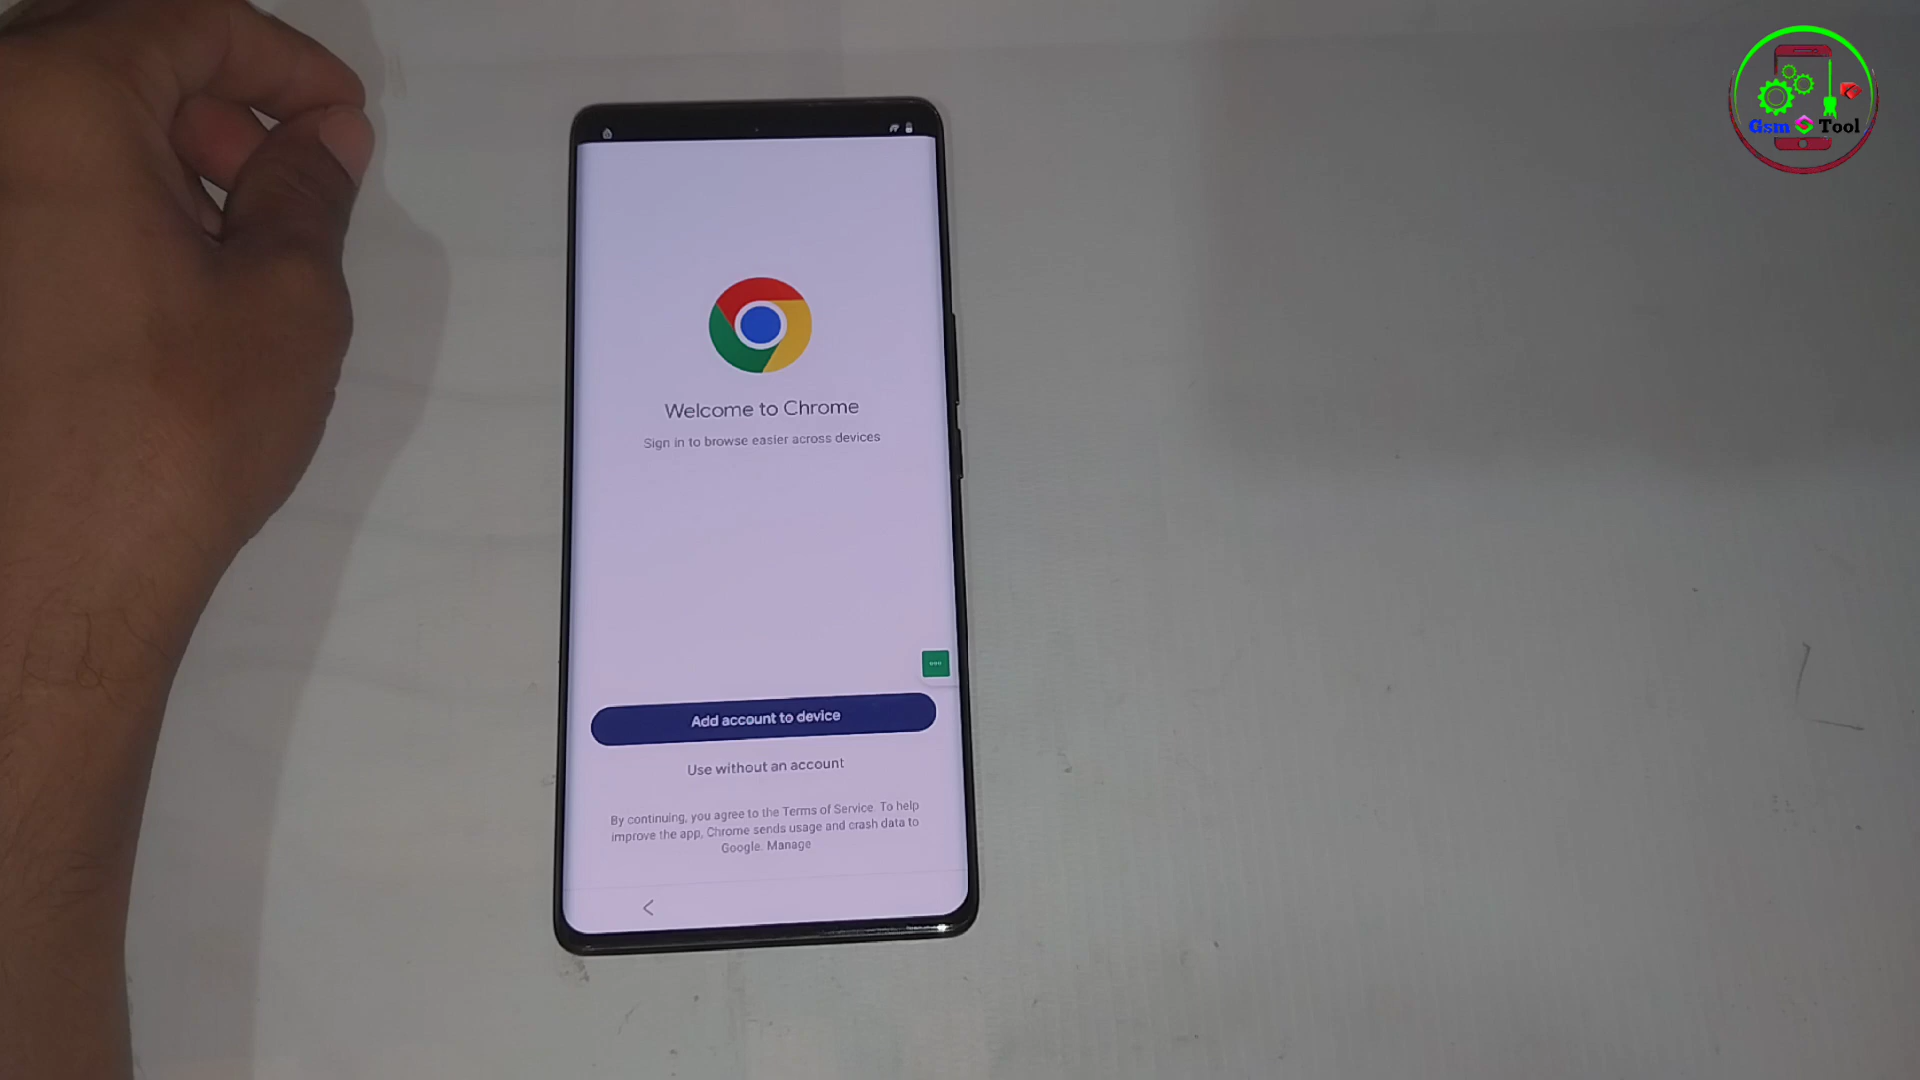 Gsm Tool
Welcome to Chrome
Sign in to browse easier across devices
Add account to device
Use without an account
By continuing, you agree to the Terms of Service. To help
improve the app, Chrome sends usage and crash data to
Google. Manage